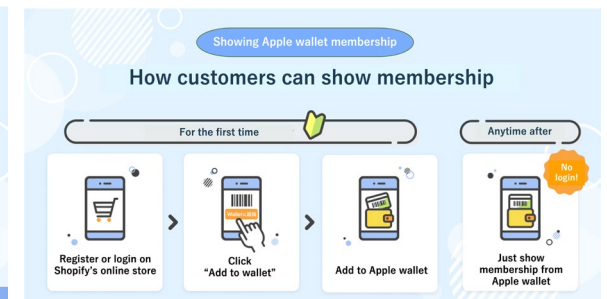 Showing Apple wallet membership
How customers can show membership
For the first time
Anytime after
No
login!
Register or login on
Shopify's online store
Click
"Add to wallet"
Add to Apple wallet
Just show
membership from
Apple wallet